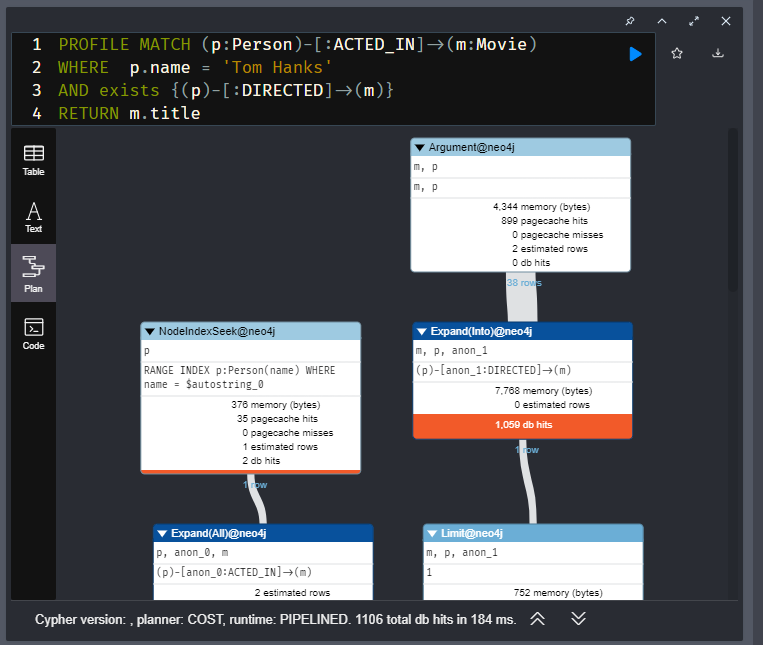 1 PROFILE MATCH (p:Person)-[:ACTED_IN]→(m:Movie)
2 WHERE  p.name = 'Tom Hanks'
3 AND exists {(p)-[:DIRECTED]→(m)}
4 RETURN m.title
Table
Text
Plan
Code
Argument@neo4j
m, p
m, p
4,344 memory (bytes)
899 pagecache hits
0 pagecache misses
2 estimated rows
0 db hits
38 rows
NodeIndexSeek@neo4j
p
RANGE INDEX p:Person(name) WHERE
name = $autostring_0
376 memory (bytes)
35 pagecache hits
0 pagecache misses
1 estimated rows
2 db hits
1 row
Expand(Into)@neo4j
m, p, anon_1
(p)-[anon_1:DIRECTED]→(m)
7,768 memory (bytes)
0 estimated rows
1,059 db hits
1 row
Expand(All)@neo4j
p, anon_0, m
(p)-[anon_0:ACTED_IN]→(m)
2 estimated rows
Limit@neo4j
m, p, anon_1
1
752 memory (bytes)
Cypher version: , planner: COST, runtime: PIPELINED. 1106 total db hits in 184 ms.